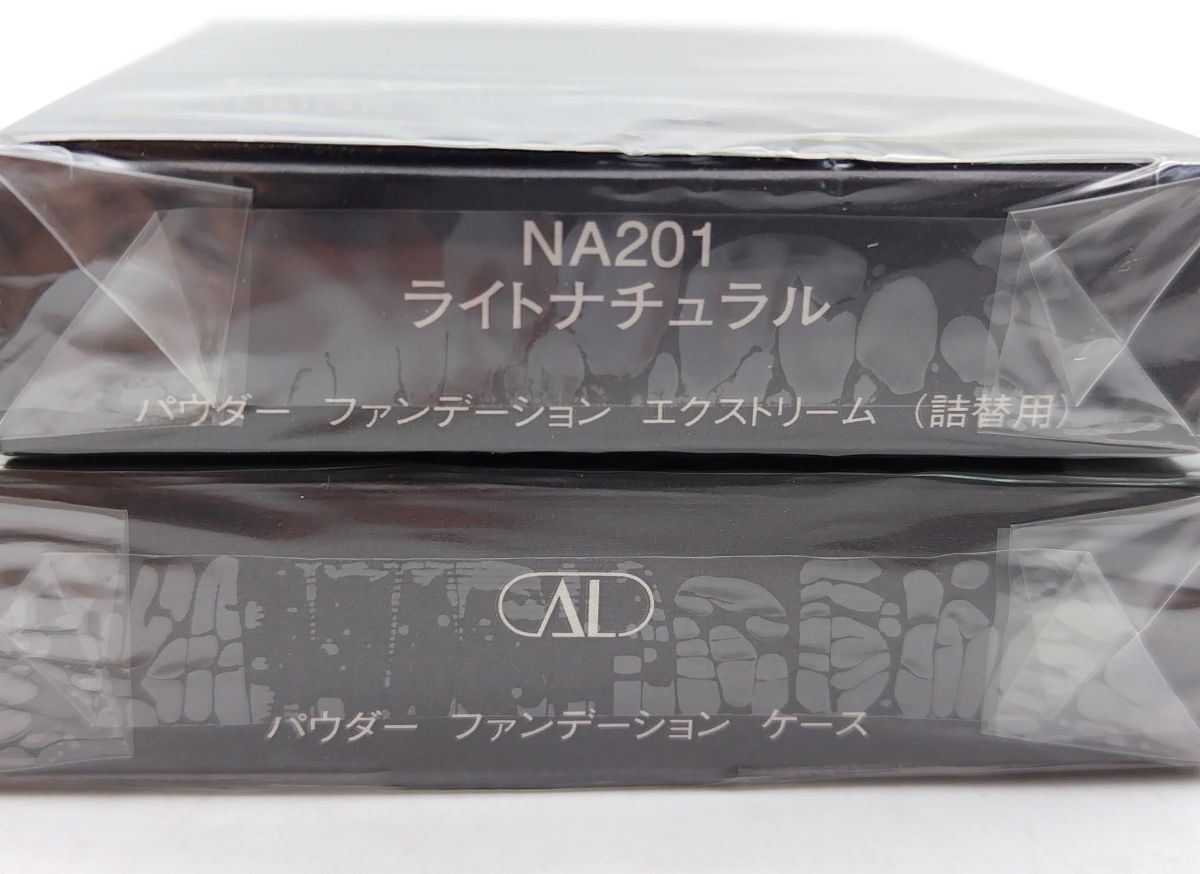 NA201
ライトナチュラル
パウダー ファンデーション エクストリーム （詰替用）
AL
パウダー ファンデーション ケース